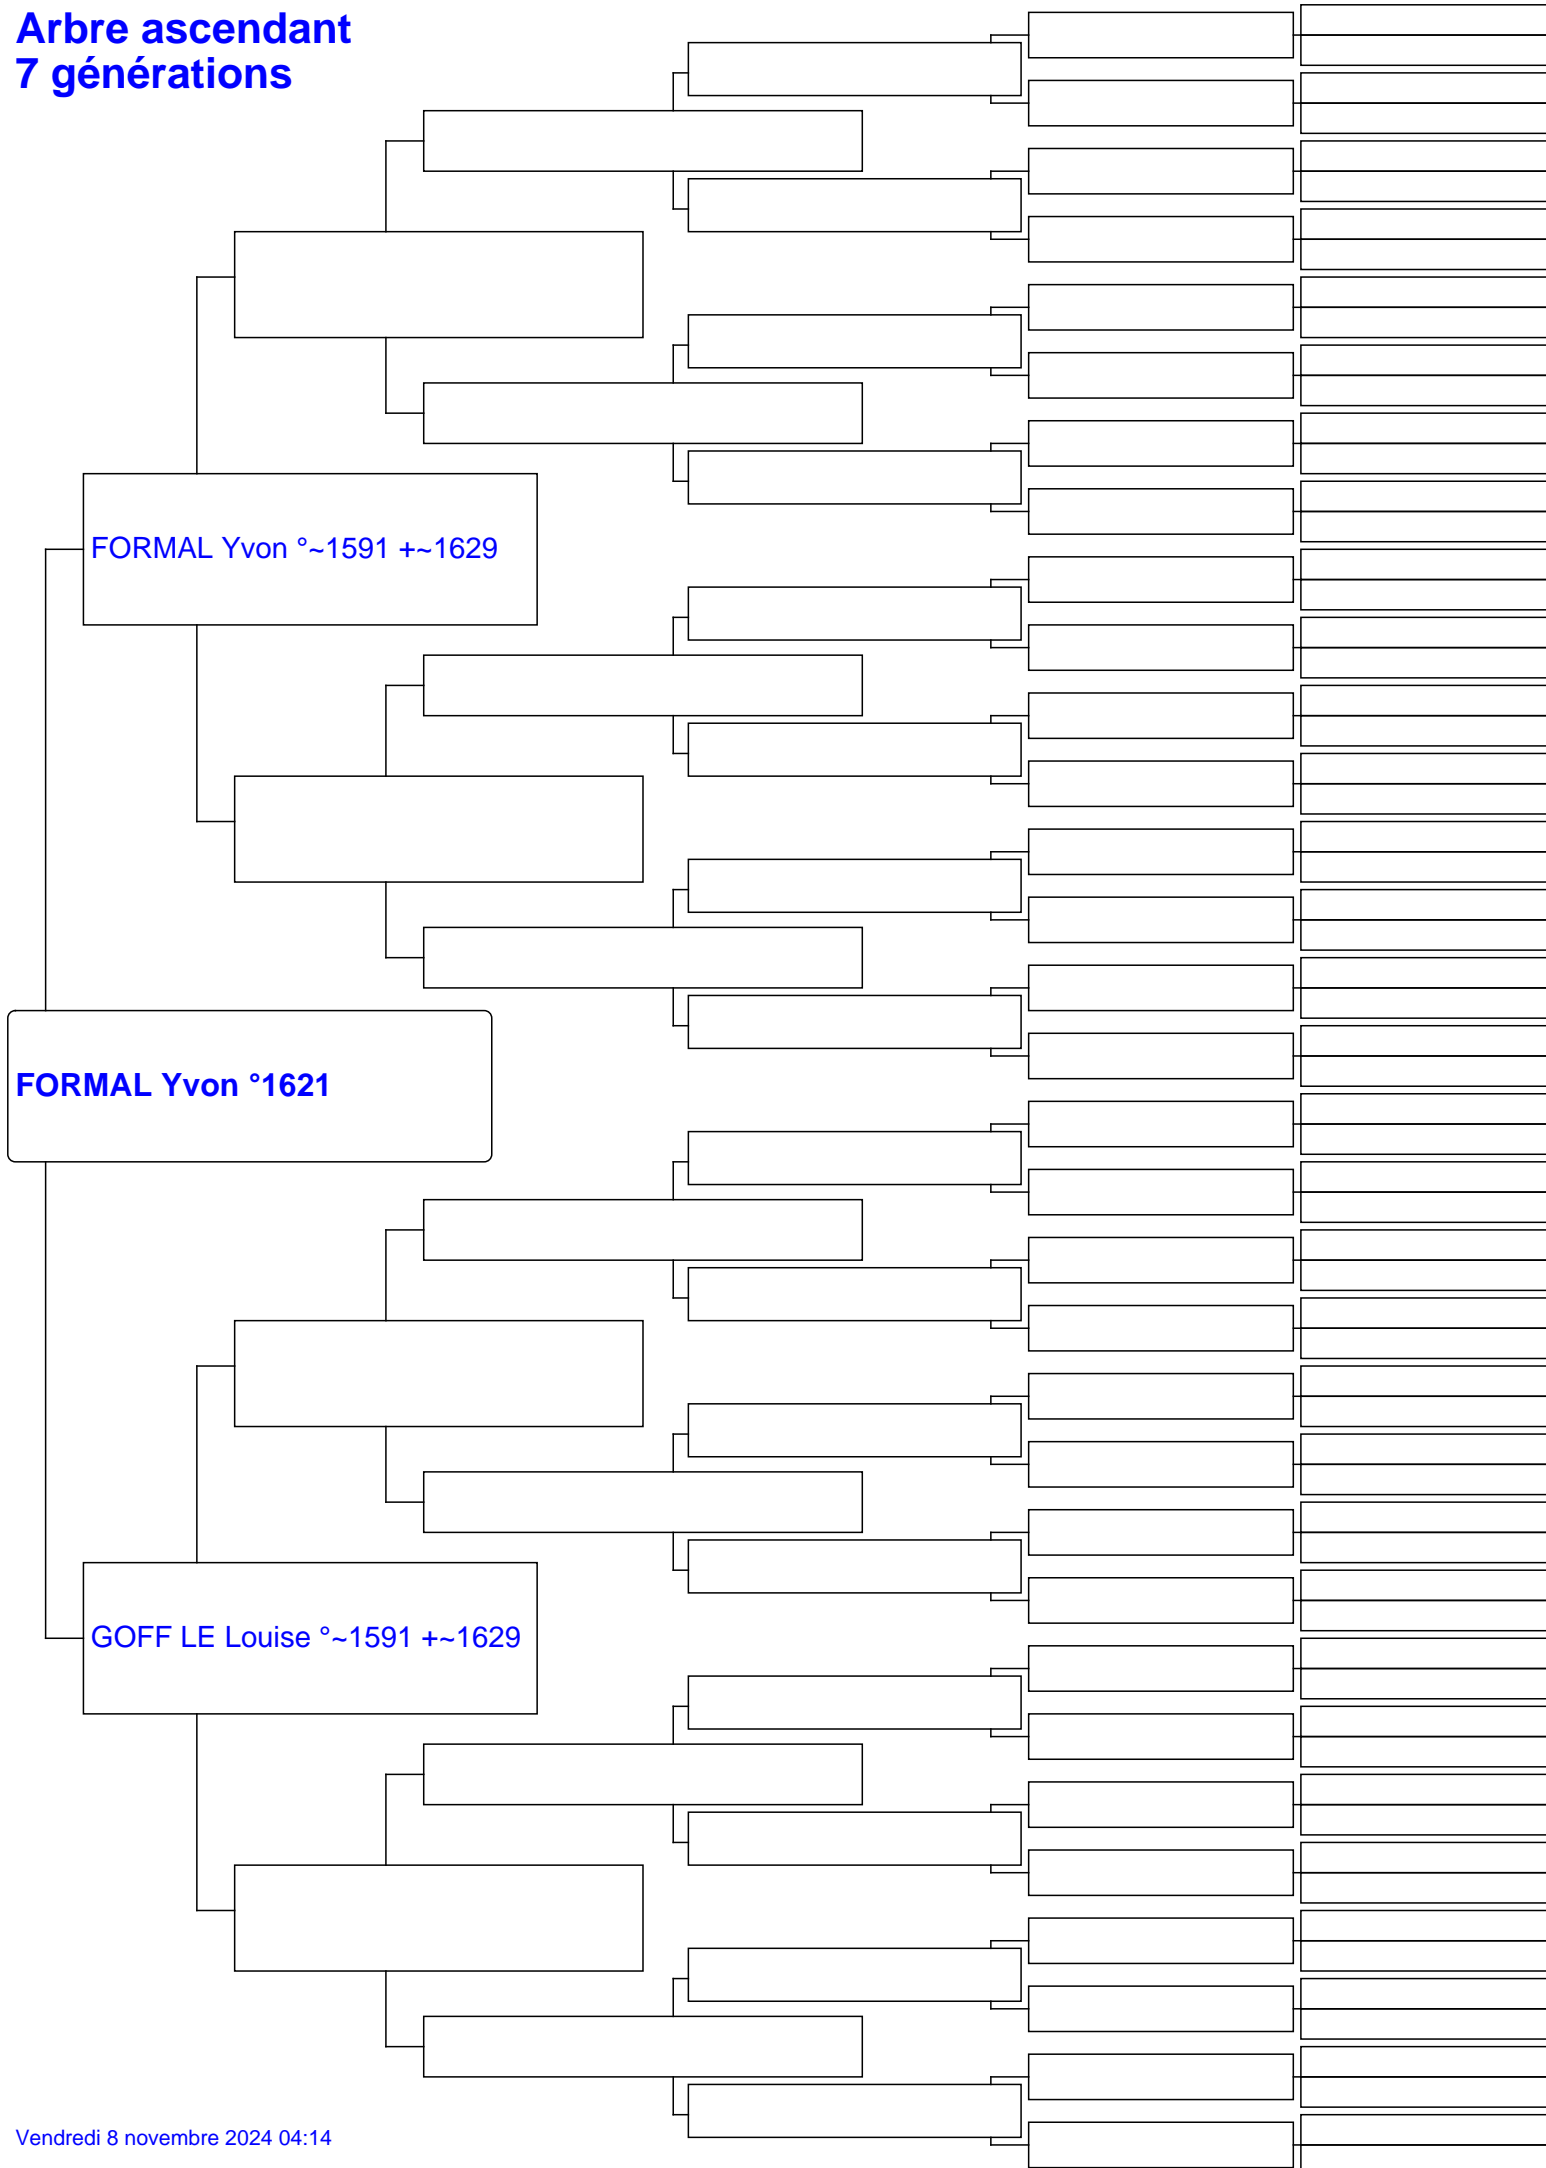 Arbre ascendant
7 générations
FORMAL Yvon °~1591 +~1629
FORMAL Yvon °1621
GOFF LE Louise °~1591 +~1629
Vendredi 8 novembre 2024 04:14